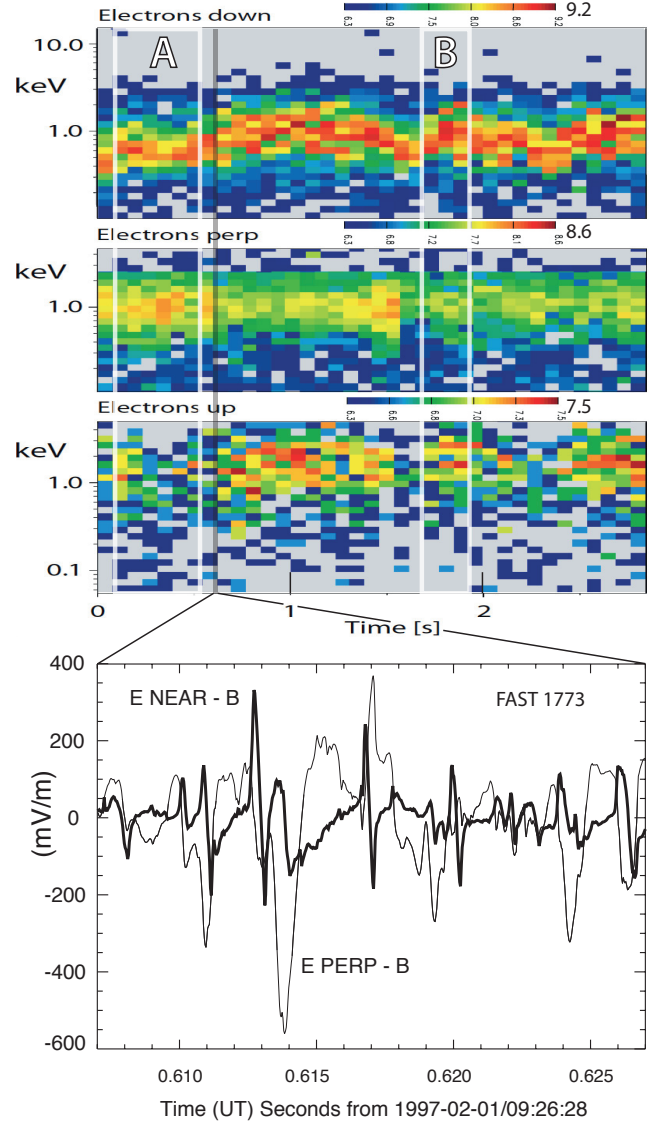 Electrons down
6.3 6.9 7.5 8.0 8.6 9.2 9.2
A B
10.0
keV
1.0
Electrons perp
6.3 6.8 7.2 7.7 8.1 8.6 8.6
keV
1.0
Electrons up
6.3 6.6 6.8 7.0 7.3 7.5 7.5
keV
1.0
0.1
0 1 2
Time [s]
400
E NEAR - B FAST 1773
200
0
(mV/m)
-200
-400
E PERP - B
-600
0.610 0.615 0.620 0.625
Time (UT) Seconds from 1997-02-01/09:26:28